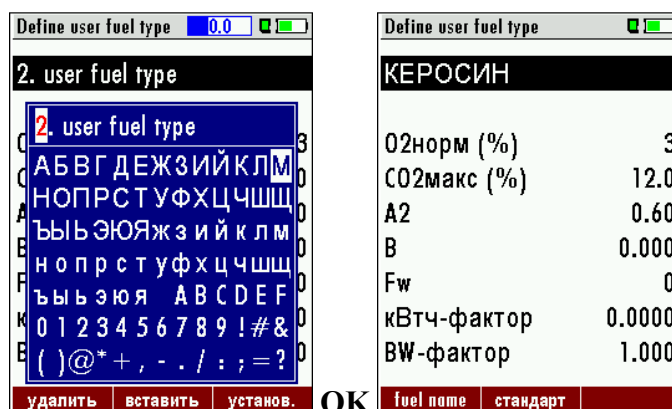 Define user fuel type 0.0
2. user fuel type
2. user fuel type
АБВГДЕЖЗИЙКЛМ
НОПРСТУФХЦЧШЩ
ЪЫЬЭЮЯжзийклм
нопрстуфхцчшщ
ъыьэюя ABCDEF
0123456789!#&
()@*+,-./:;=?
удалить вставить установ.
OK
Define user fuel type
КЕРОСИН
O2норм (%) 3
CO2макс (%) 12.0
A2 0.60
B 0.000
Fw 0
кВтч-фактор 0.0000
BW-фактор 1.000
fuel name стандарт